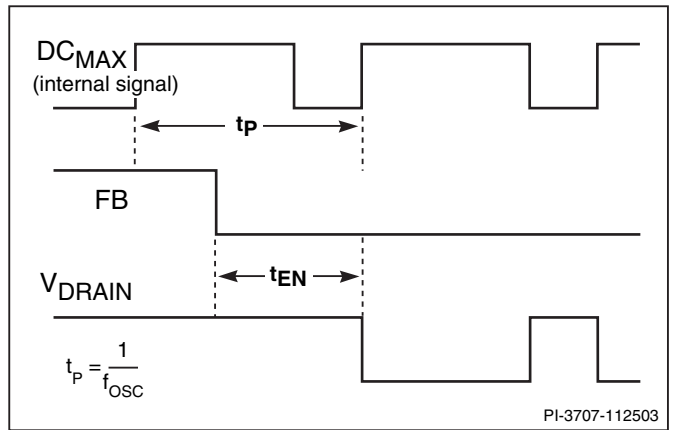 DCMAX
(internal signal)
tP
FB
tEN
VDRAIN
tP = 1/fOSC
PI-3707-112503